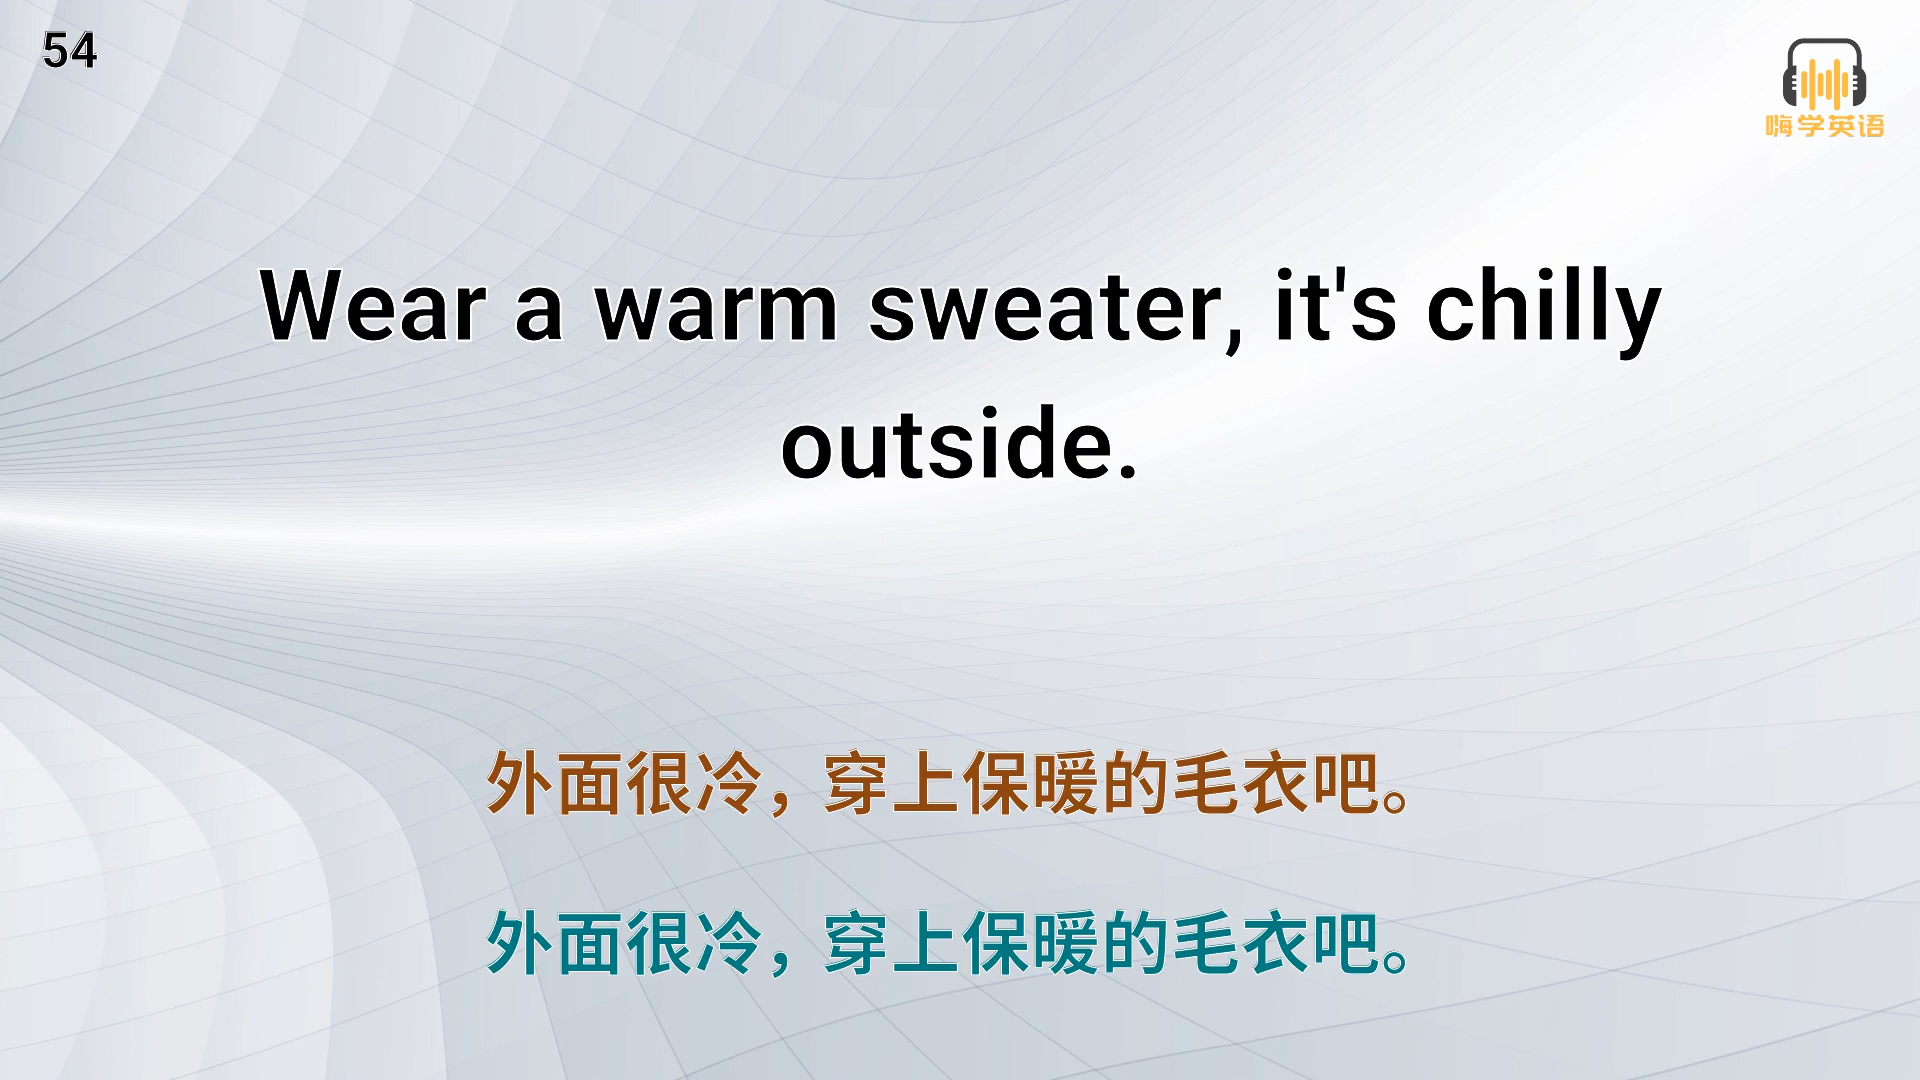 54
嗨学英语
Wear a warm sweater, it's chilly
outside.
外面很冷，穿上保暖的毛衣吧。
外面很冷，穿上保暖的毛衣吧。